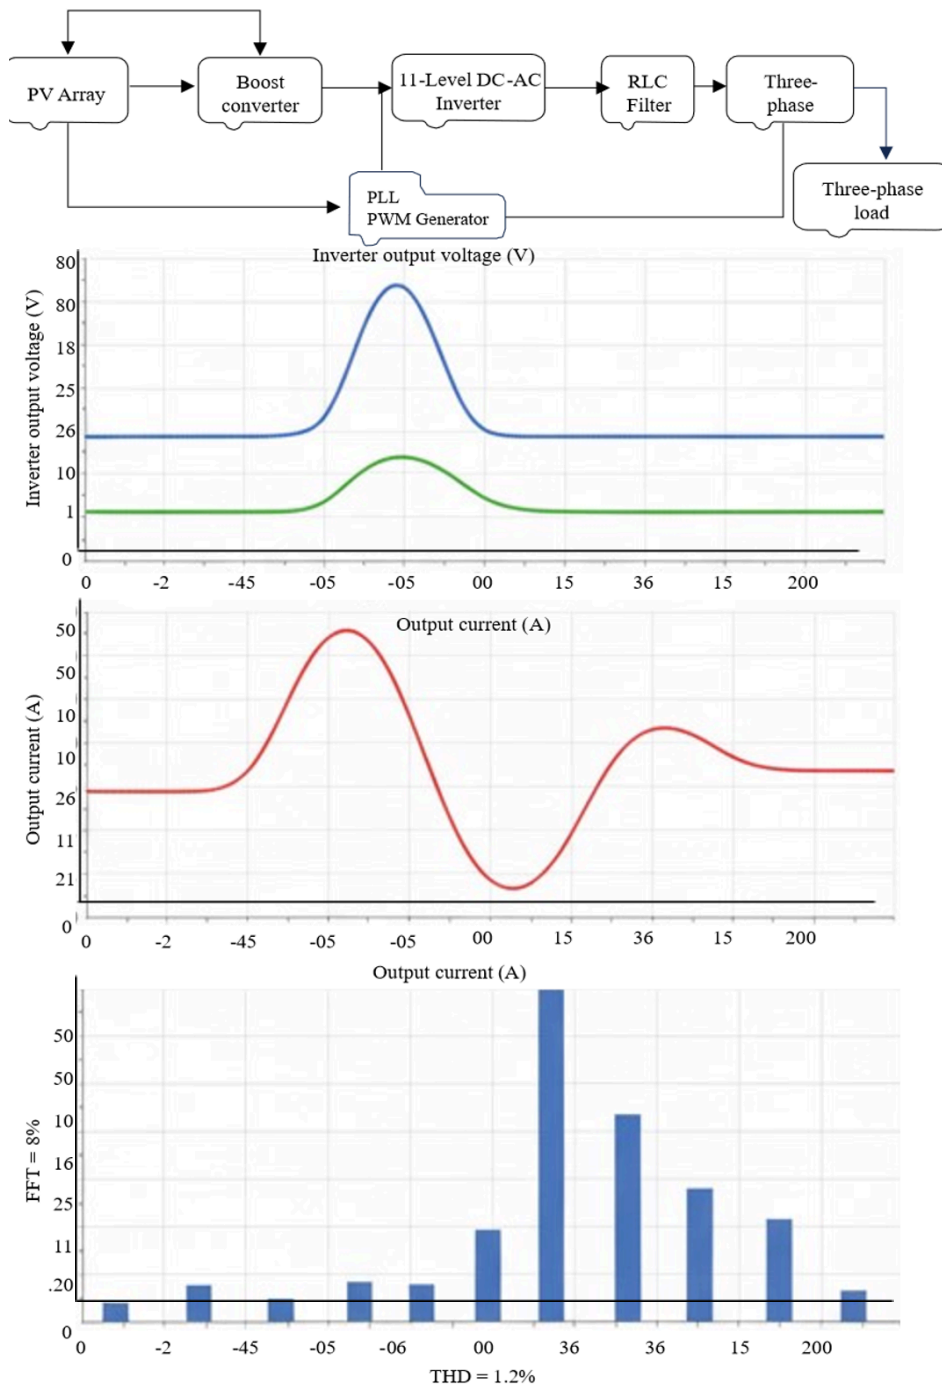 PV Array
Boost
converter
11-Level DC-AC
Inverter
RLC
Filter
Three-
phase
Three-phase
load
PLL
PWM Generator
Inverter output voltage (V)
Inverter output voltage (V)
80
80
18
25
26
10
1
0
0 -2 -45 -05 -05 00 15 36 15 200
Output current (A)
Output current (A)
50
50
10
10
26
11
21
0
0 -2 -45 -05 -05 00 15 36 15 200
Output current (A)
FFT = 8%
50
50
10
16
25
11
.20
0
0 -2 -45 -05 -06 00 36 36 15 200
THD = 1.2%